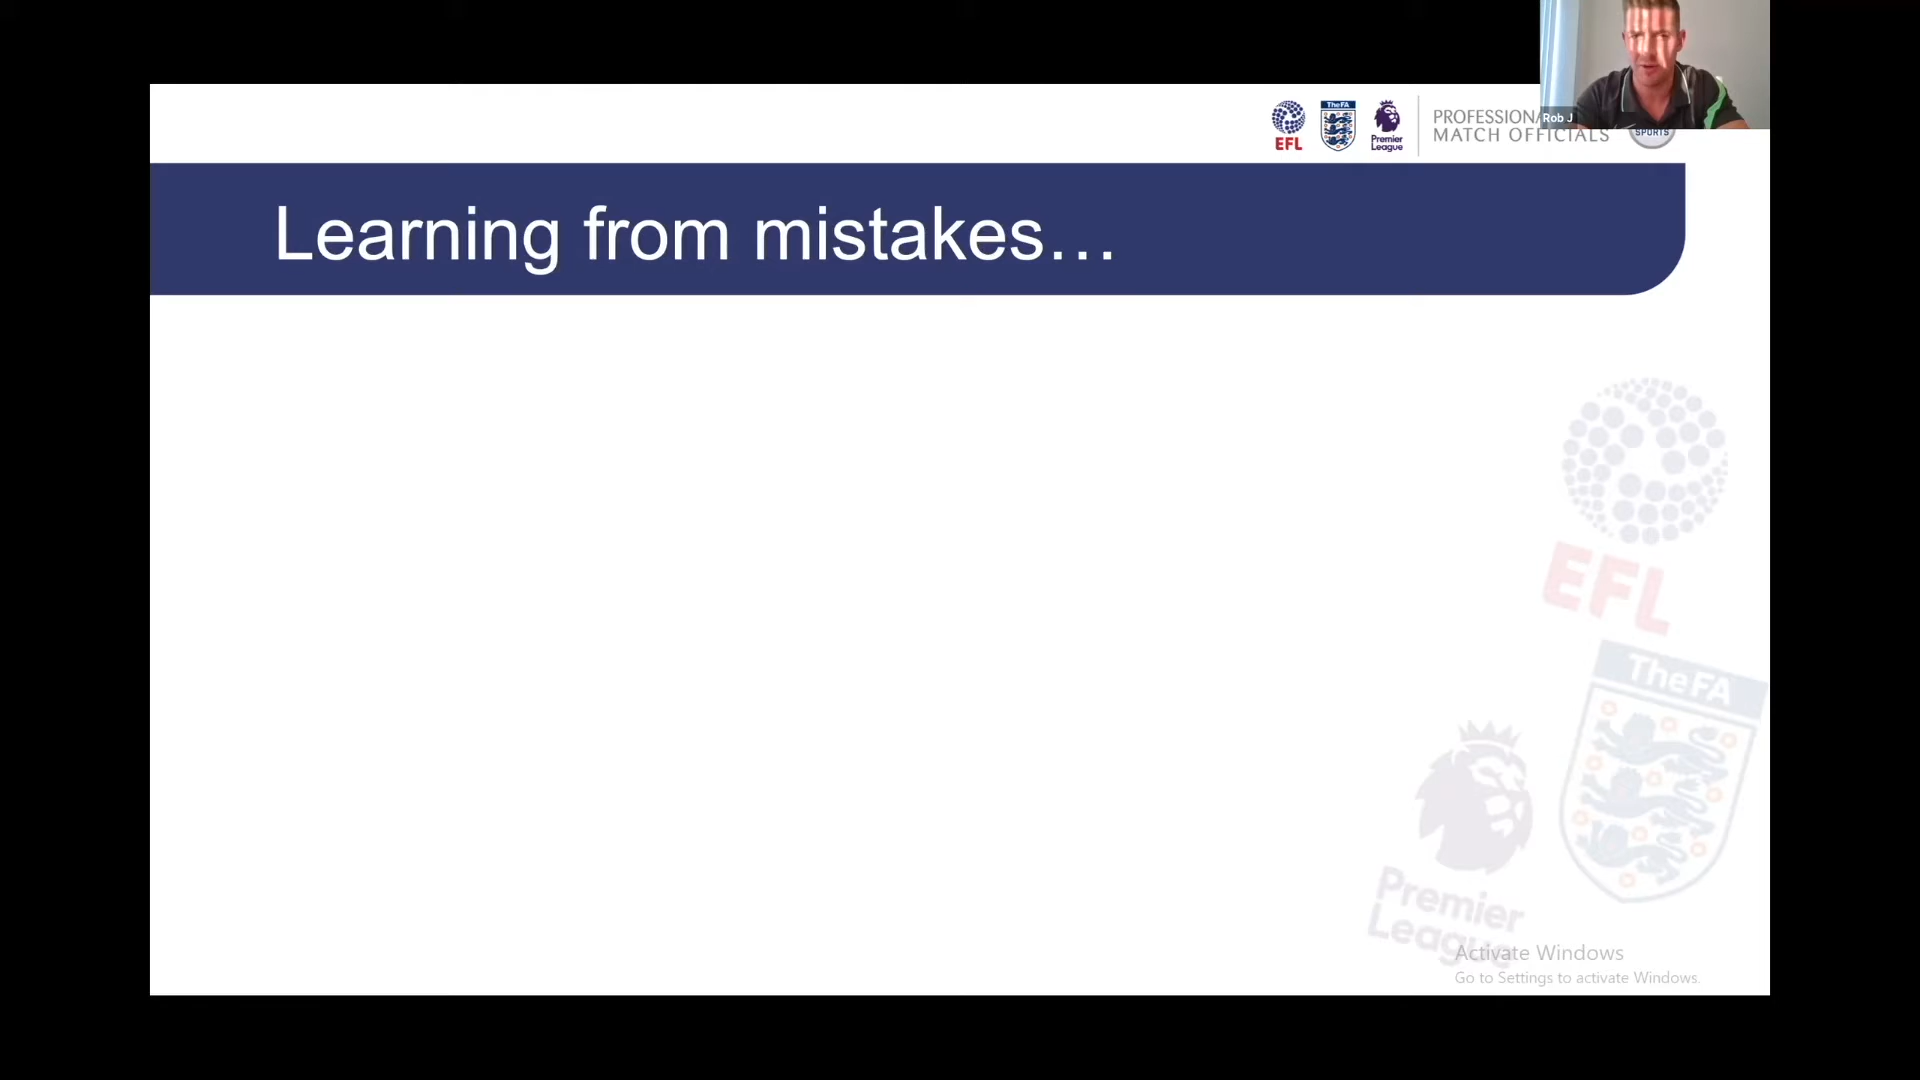 Rob J
EFL
The FA
Premier
League
PROFESSIONA
MATCH OFFICIALS
SPORTS
Learning from mistakes…
EFL
The FA
Premier
League
Activate Windows
Go to Settings to activate Windows.